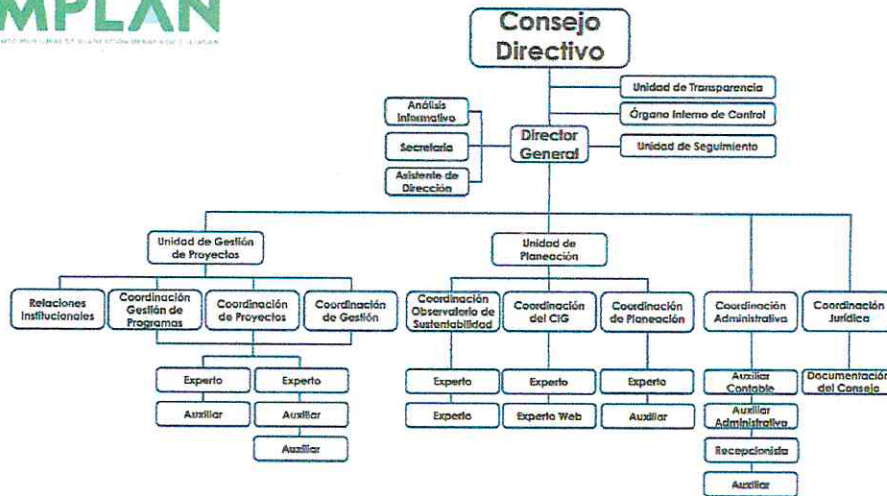 MPLAN
Consejo
Directivo
Unidad de Transparencia
Órgano Interno de Control
Análisis
Informativo
Secretaria
Asistente de
Dirección
Director
General
Unidad de Seguimiento
Unidad de Gestión
de Proyectos
Unidad de
Planeación
Relaciones
Institucionales
Coordinación
Gestión de
Programas
Coordinación
de Proyectos
Coordinación
de Gestión
Coordinación
Observatorio de
Sustentabilidad
Coordinación
del CIG
Coordinación
de Planeación
Coordinación
Administrativa
Coordinación
Jurídica
Experto
Experto
Experto
Experto
Experto
Auxiliar
Contable
Documentación
del Consejo
Auxiliar
Auxiliar
Experto
Experto Web
Auxiliar
Auxiliar
Administrativa
Auxiliar
Recepcionista
Auxiliar